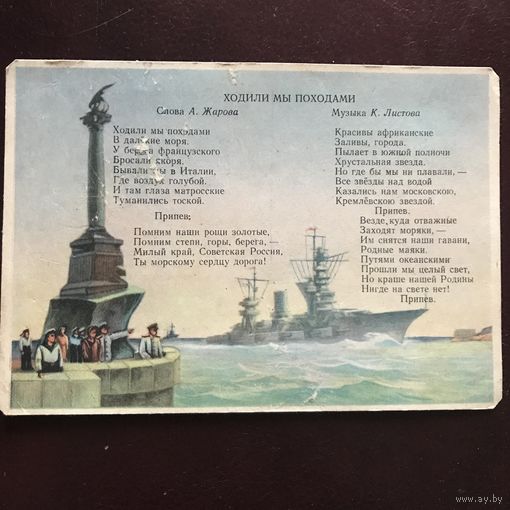 ХОДИЛИ МЫ ПОХОДАМИ
Слова А. Жарова
Музыка К. Листова
Ходили мы походами
В далёкие моря.
У берега французского
Бросали якоря.
Бывали мы в Италии,
Где воздух голубой.
И там глаза матросские
Туманились тоской.
Припев:
Помним наши рощи золотые,
Помним степи, горы, берега, —
Милый край, Советская Россия,
Ты морскому сердцу дорога!
Красивы африканские
Заливы, города.
Пылает в южной полночи
Хрустальная звезда.
Но где бы мы ни плавали, —
Все звёзды над водой
Казались нам московскою,
Кремлёвскою звездой.
Припев.
Везде, куда отважные
Заходят моряки, —
Им снятся наши гавани,
Родные маяки.
Путями океанскими
Прошли мы целый свет,
Но краше нашей Родины
Нигде на свете нет!
Припев.
www.ay.by